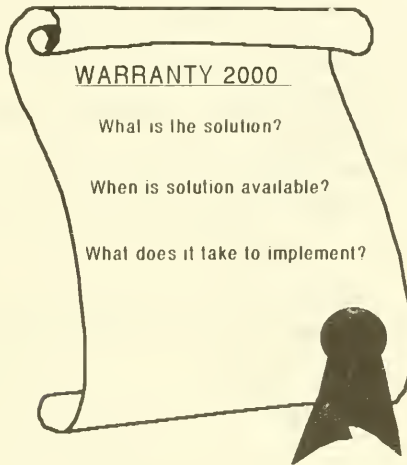 WARRANTY 2000
What is the solution?
When is solution available?
What does it take to implement?